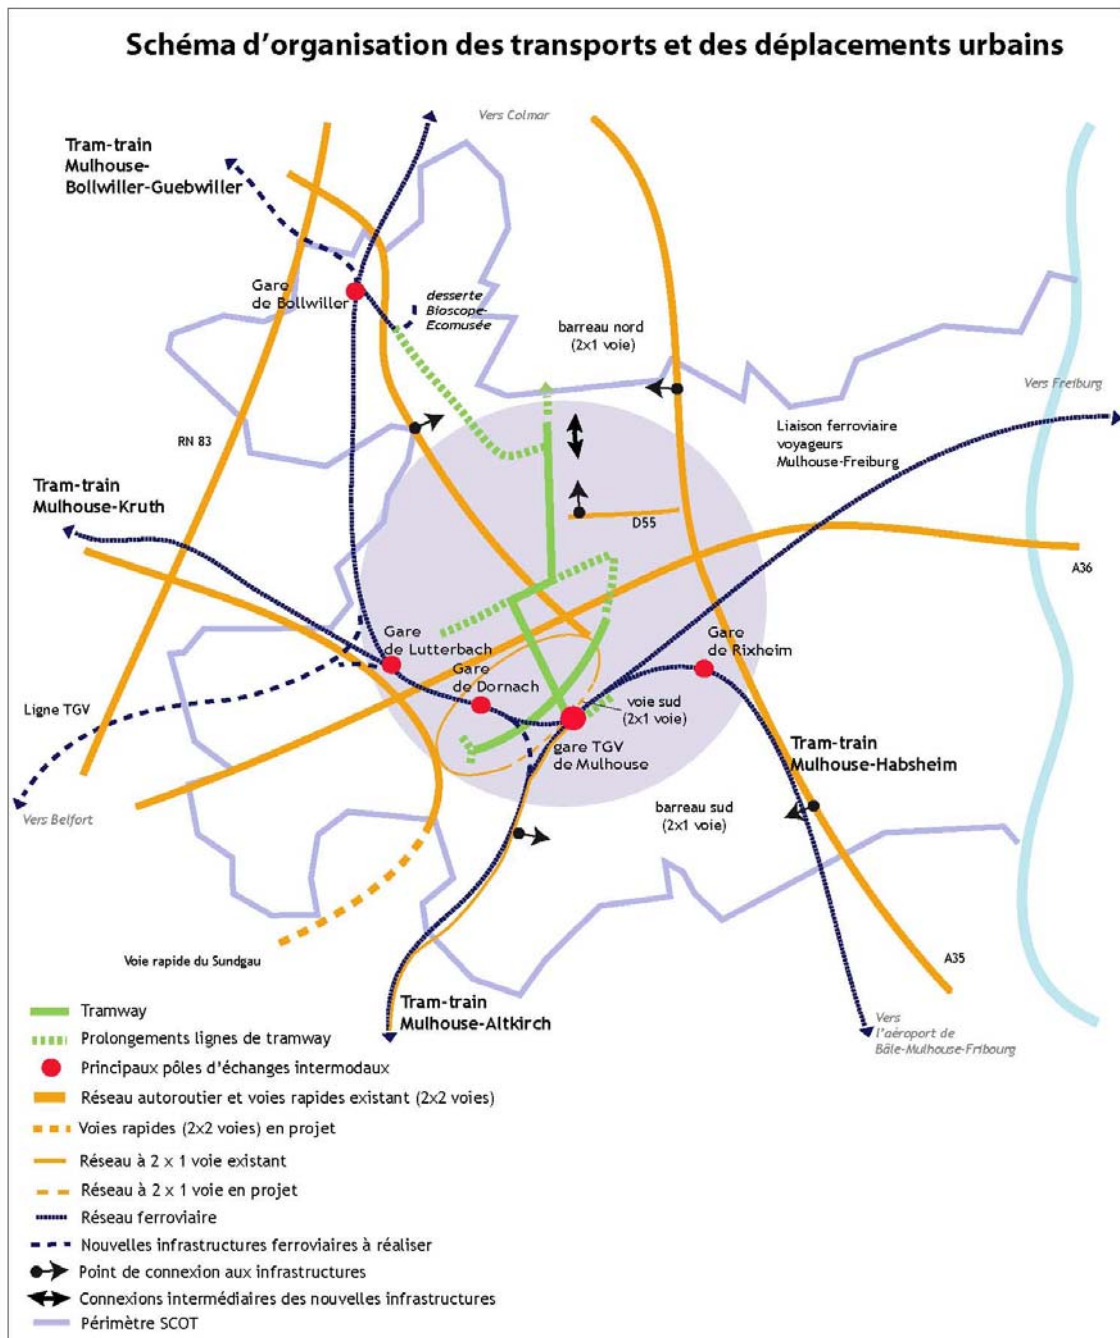 Schéma d'organisation des transports et des déplacements urbains
Vers Colmar
Tram-train
Mulhouse-
Bollwiller-Guebwiller
Gare
de Bollwiller
desserte
Bioscope-
Ecomusée
barreau nord
(2x1 voie)
Vers Freiburg
RN 83
Liaison ferroviaire
voyageurs
Mulhouse-Freiburg
Tram-train
Mulhouse-Kruth
D55
A36
Gare
de Lutterbach
Gare
de Dornach
Gare
de Rixheim
Ligne TGV
voie sud
(2x1 voie)
gare TGV
de Mulhouse
Tram-train
Mulhouse-Habsheim
Vers Belfort
barreau sud
(2x1 voie)
Voie rapide du Sundgau
A35
Tram-train
Mulhouse-Altkirch
Vers
l'aéroport de
Bâle-Mulhouse-Fribourg
Tramway
Prolongements lignes de tramway
Principaux pôles d'échanges intermodaux
Réseau autoroutier et voies rapides existant (2x2 voies)
Voies rapides (2x2 voies) en projet
Réseau à 2 x 1 voie existant
Réseau à 2 x 1 voie en projet
Réseau ferroviaire
Nouvelles infrastructures ferroviaires à réaliser
Point de connexion aux infrastructures
Connexions intermédiaires des nouvelles infrastructures
Périmètre SCOT